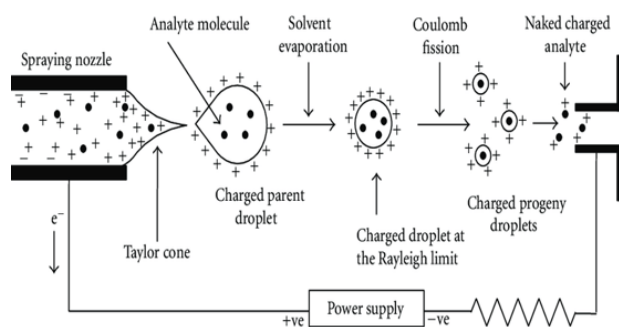 Spraying nozzle
Analyte molecule
Solvent
evaporation
Coulomb
fission
Naked charged
analyte
Charged parent
droplet
Charged progeny
droplets
Charged droplet at
the Rayleigh limit
Taylor cone
e⁻
+ve
Power supply
−ve